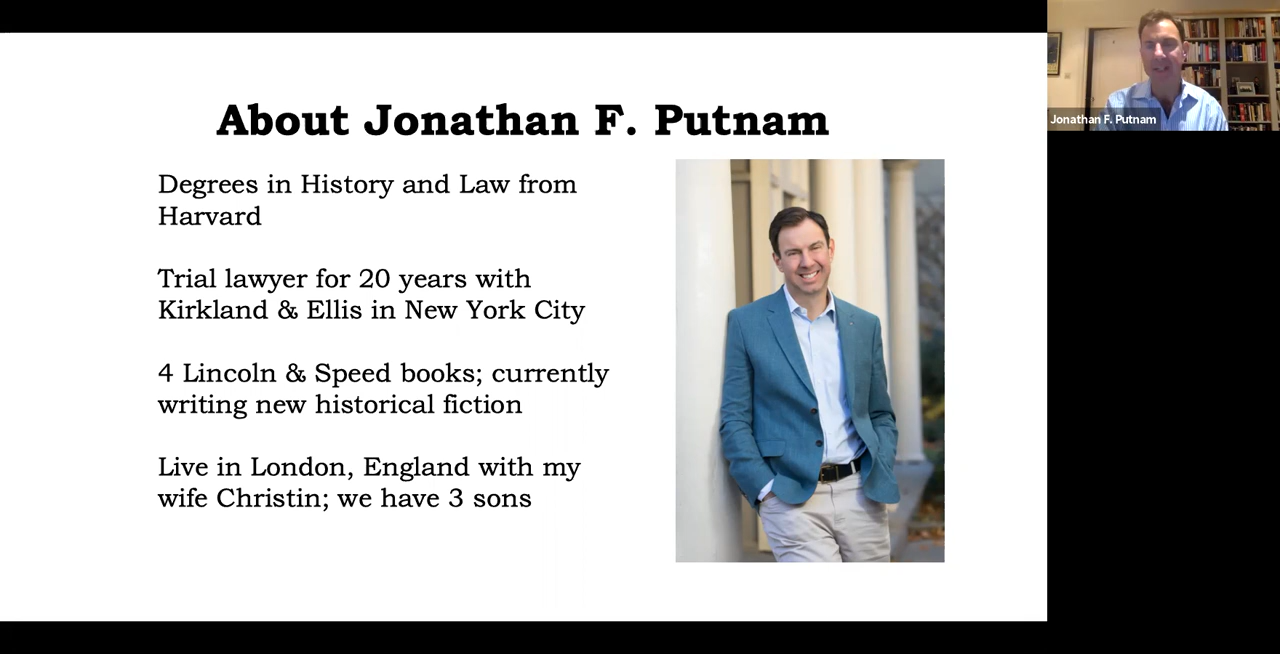 About Jonathan F. Putnam
Degrees in History and Law from
Harvard
Trial lawyer for 20 years with
Kirkland & Ellis in New York City
4 Lincoln & Speed books; currently
writing new historical fiction
Live in London, England with my
wife Christin; we have 3 sons
Jonathan F. Putnam